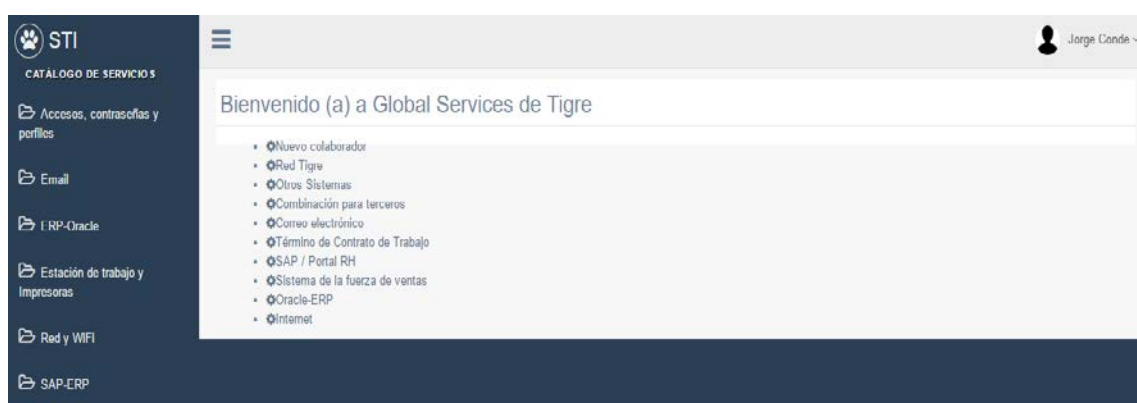 STI
CATÁLOGO DE SERVICIOS
Accesos, contraseñas y
perfiles
Email
ERP-Oracle
Estación de trabajo y
Impresoras
Red y WIFI
SAP-ERP
Jorge Conde
Bienvenido (a) a Global Services de Tigre
Nuevo colaborador
Red Tigre
Otros Sistemas
Combinación para terceros
Correo electrónico
Término de Contrato de Trabajo
SAP / Portal RH
Sistema de la fuerza de ventas
Oracle-ERP
Internet